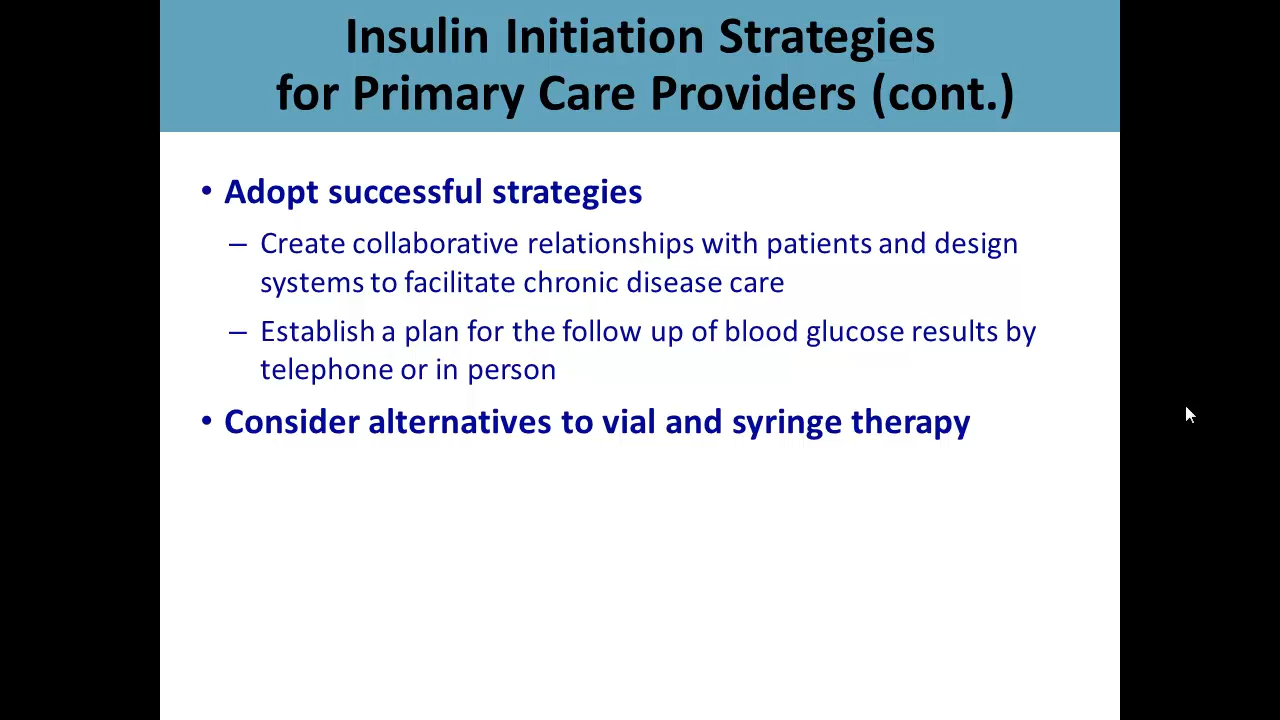 Insulin Initiation Strategies
for Primary Care Providers (cont.)
• Adopt successful strategies
– Create collaborative relationships with patients and design
systems to facilitate chronic disease care
– Establish a plan for the follow up of blood glucose results by
telephone or in person
• Consider alternatives to vial and syringe therapy